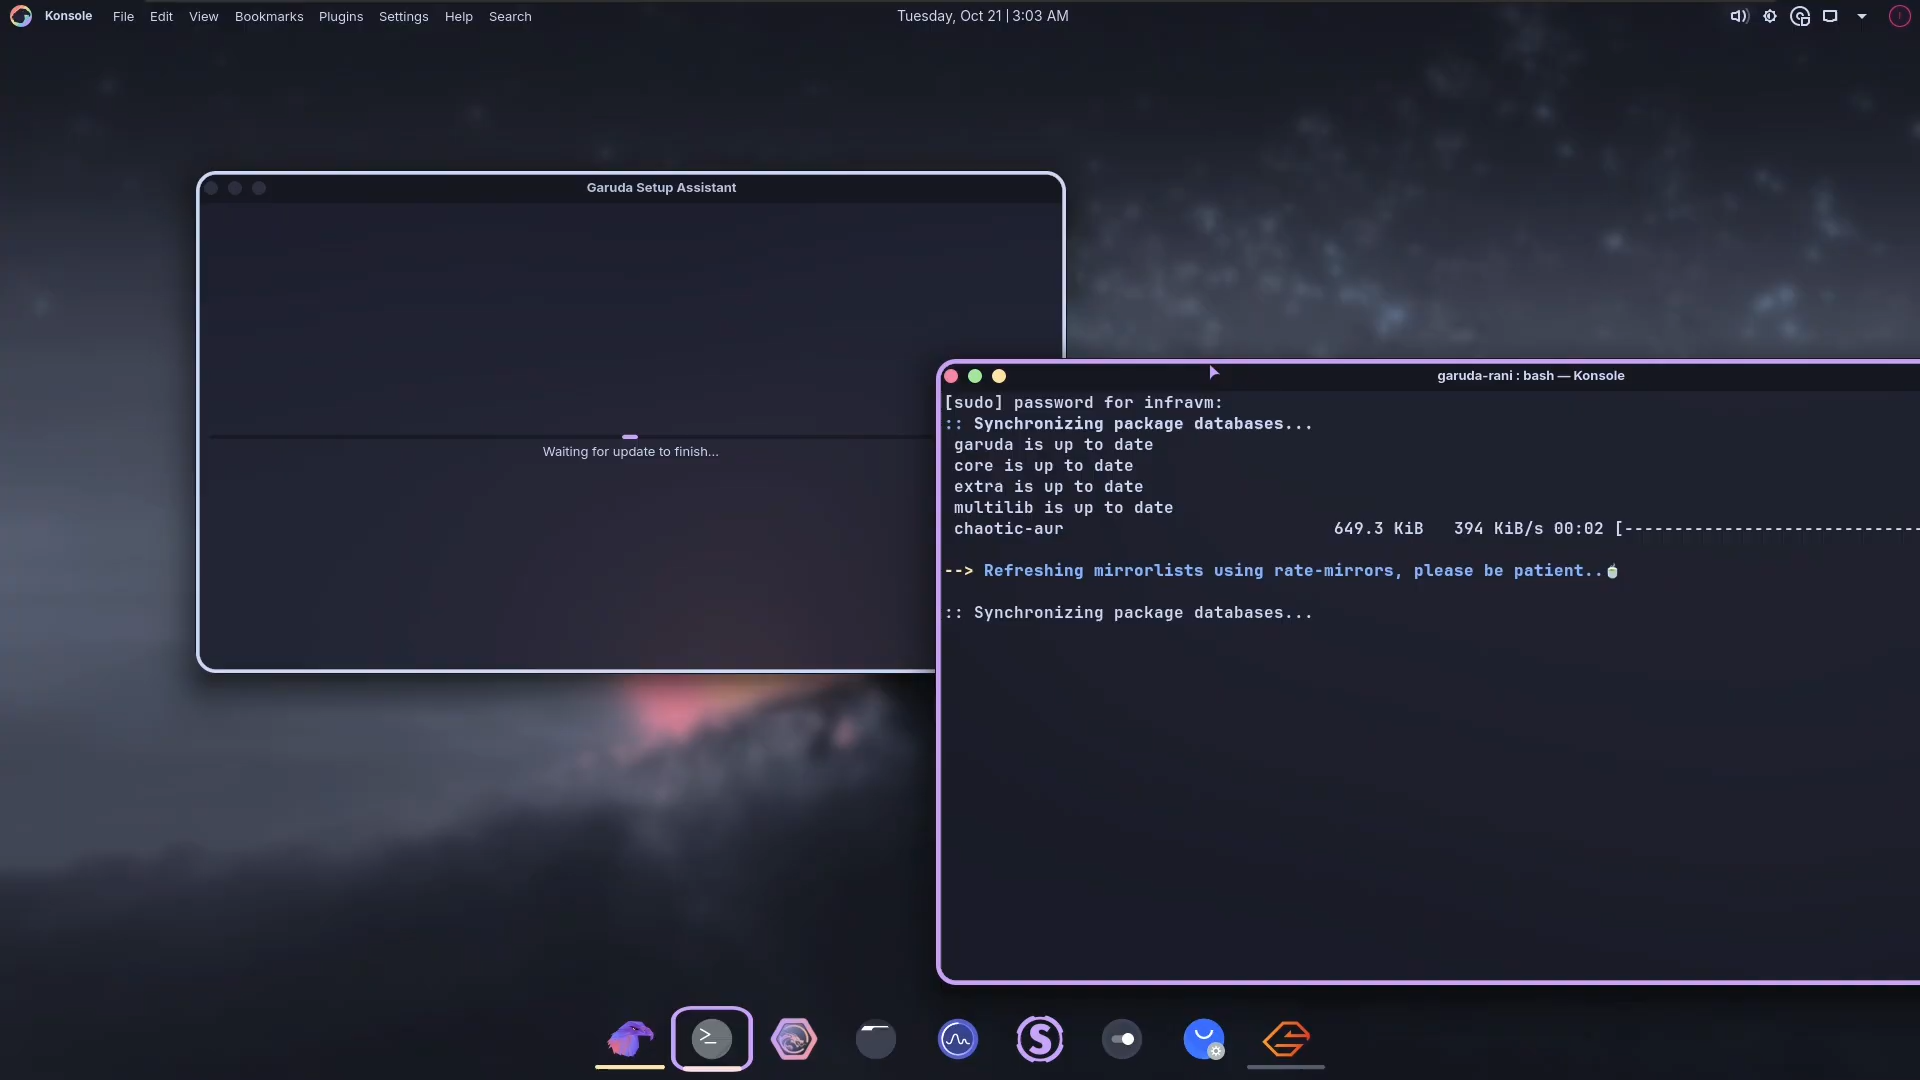 Konsole File Edit View Bookmarks Plugins Settings Help Search Tuesday, Oct 21 | 3:03 AM
Garuda Setup Assistant
Waiting for update to finish...
garuda-rani : bash — Konsole
[sudo] password for infravm:
:: Synchronizing package databases...
garuda is up to date
core is up to date
extra is up to date
multilib is up to date
chaotic-aur 649.3 KiB 394 KiB/s 00:02 [------------------------------
--> Refreshing mirrorlists using rate-mirrors, please be patient..🍵
:: Synchronizing package databases...